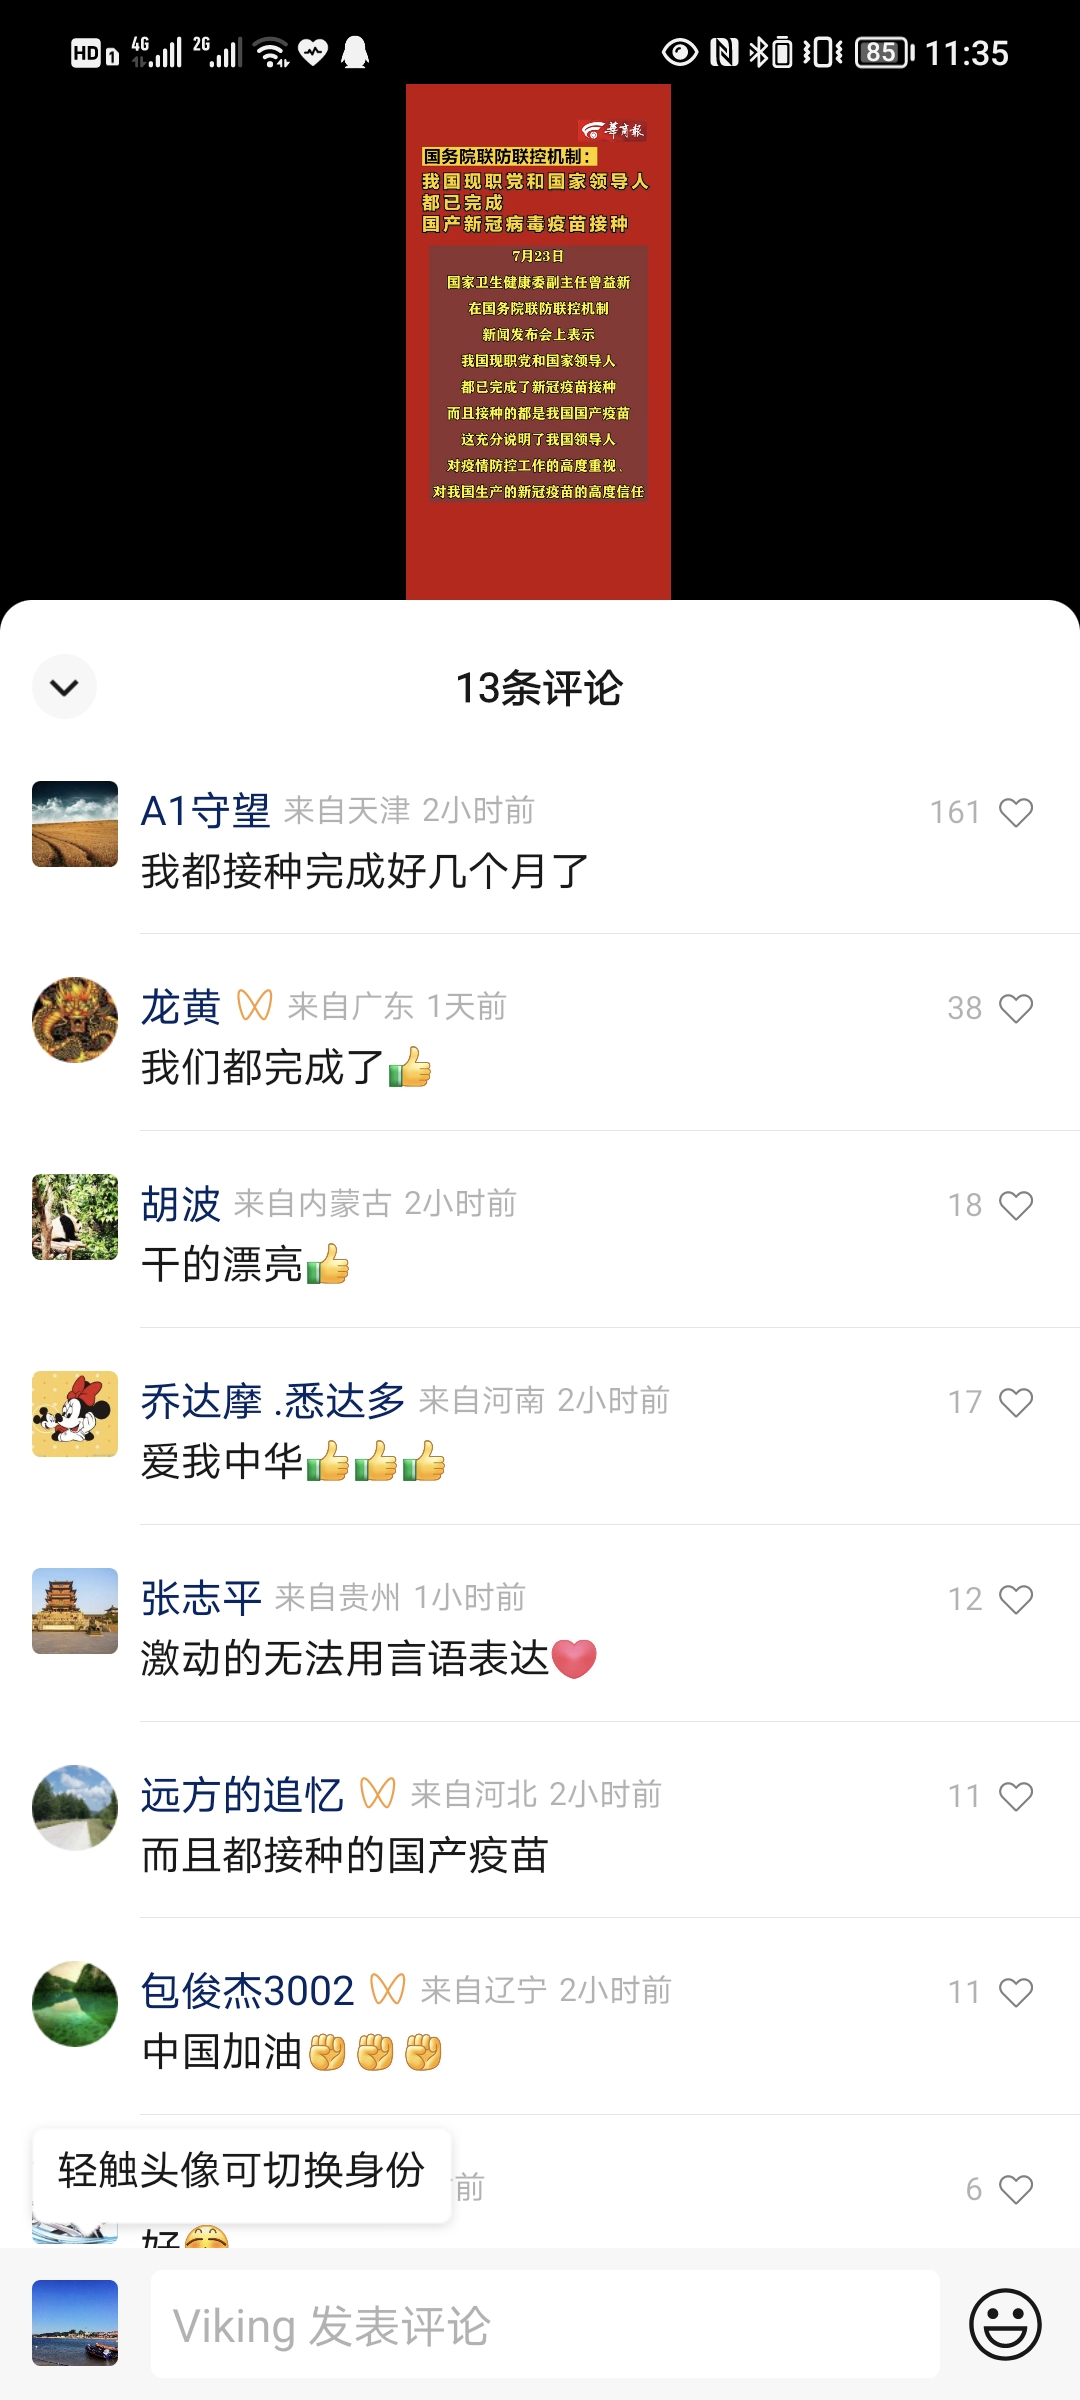 HD 1 4G 2G 85 11:35
華商報
国务院联防联控机制：
我国现职党和国家领导人
都已完成
国产新冠病毒疫苗接种
7月23日
国家卫生健康委副主任曾益新
在国务院联防联控机制
新闻发布会上表示
我国现职党和国家领导人
都已完成了新冠疫苗接种
而且接种的都是我国国产疫苗
这充分说明了我国领导人
对疫情防控工作的高度重视、
对我国生产的新冠疫苗的高度信任
13条评论
A1守望 来自天津 2小时前 161
我都接种完成好几个月了
龙黄 来自广东 1天前 38
我们都完成了👍
胡波 来自内蒙古 2小时前 18
干的漂亮👍
乔达摩 .悉达多 来自河南 2小时前 17
爱我中华👍👍👍
张志平 来自贵州 1小时前 12
激动的无法用言语表达❤
远方的追忆 来自河北 2小时前 11
而且都接种的国产疫苗
包俊杰3002 来自辽宁 2小时前 11
中国加油✊✊✊
轻触头像可切换身份
前 6
好
Viking 发表评论